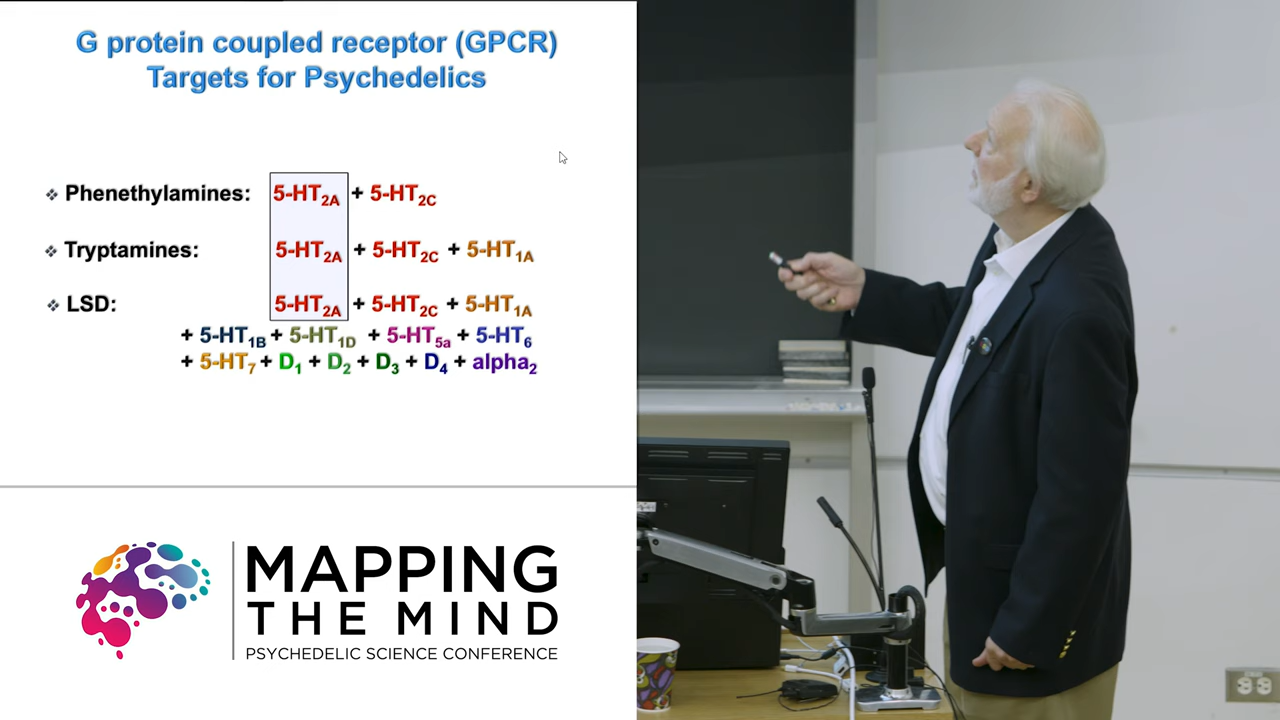 G protein coupled receptor (GPCR)
Targets for Psychedelics
❖ Phenethylamines: 5-HT2A + 5-HT2C
❖ Tryptamines: 5-HT2A + 5-HT2C + 5-HT1A
❖ LSD: 5-HT2A + 5-HT2C + 5-HT1A
+ 5-HT1B + 5-HT1D + 5-HT5a + 5-HT6
+ 5-HT7 + D1 + D2 + D3 + D4 + alpha2
MAPPING
THE MIND
PSYCHEDELIC SCIENCE CONFERENCE